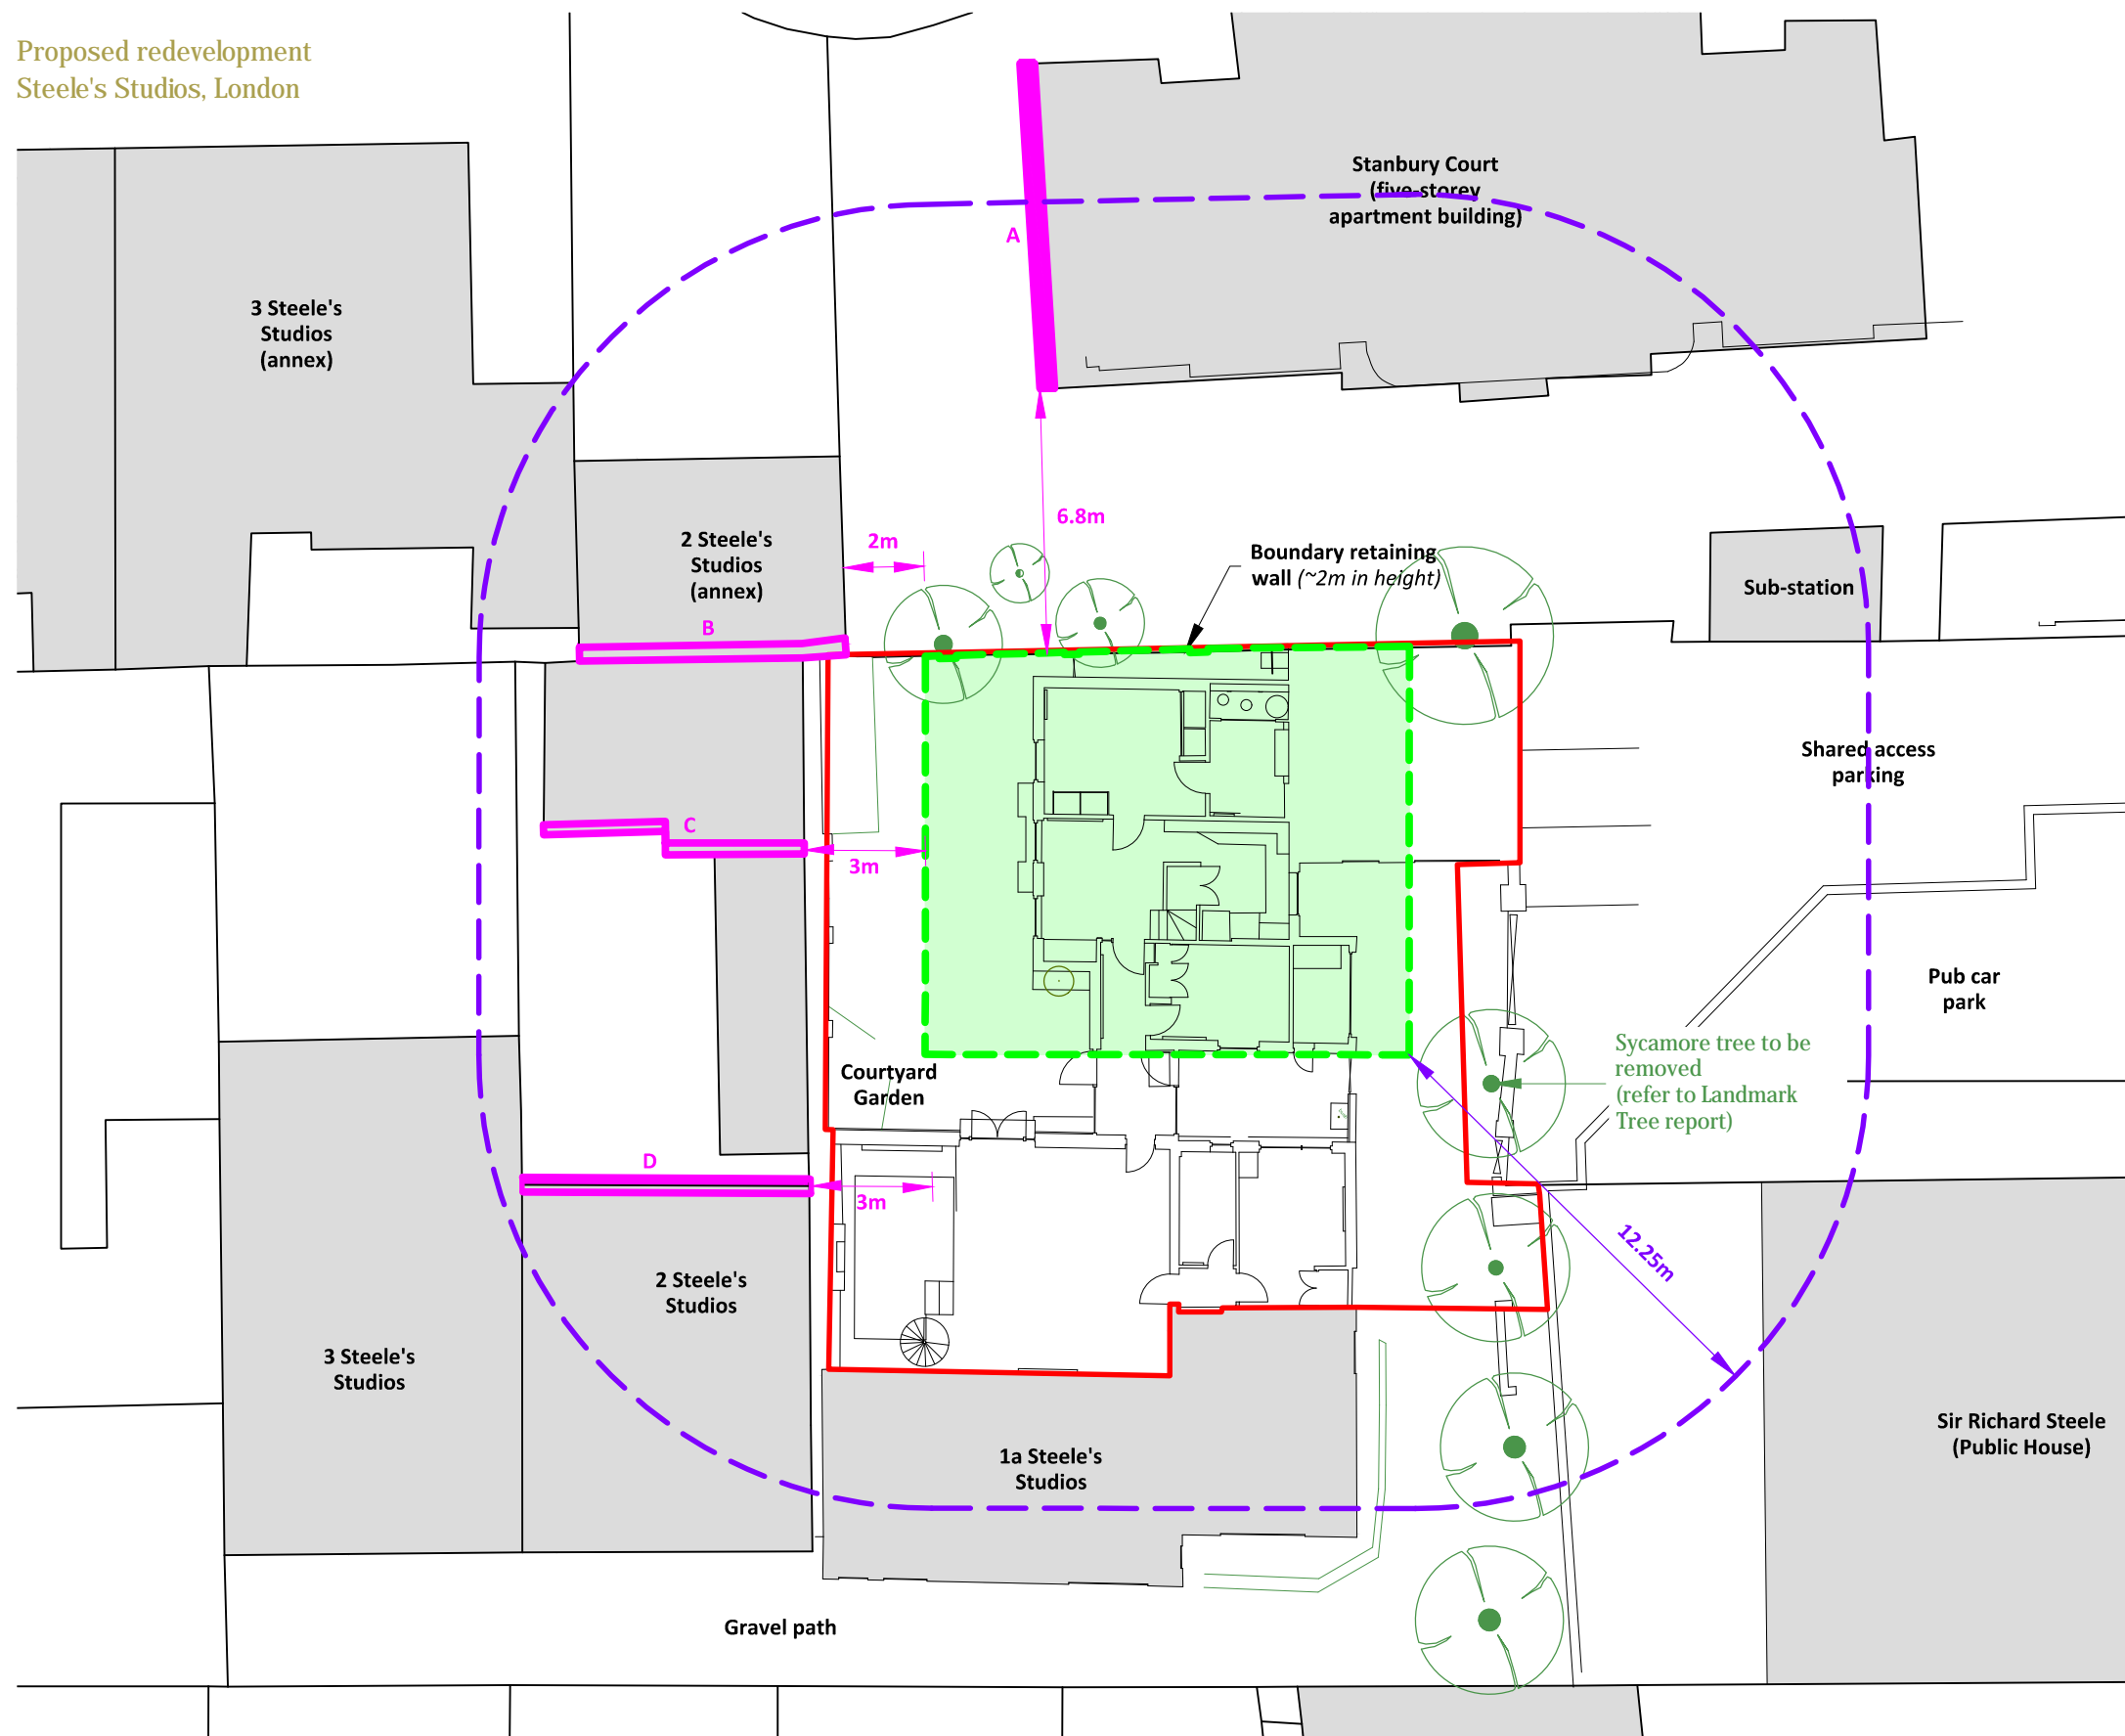 Proposed redevelopment
Steele's Studios, London
Stanbury Court
(five-storey
apartment building)
A
3 Steele's
Studios
(annex)
6.8m
2m
2 Steele's
Studios
(annex)
Boundary retaining
wall (~2m in height)
Sub-station
B
Shared access
parking
C
3m
Pub car
park
Sycamore tree to be
removed
(refer to Landmark
Tree report)
Courtyard
Garden
D
3m
12.25m
2 Steele's
Studios
3 Steele's
Studios
Sir Richard Steele
(Public House)
1a Steele's
Studios
Gravel path